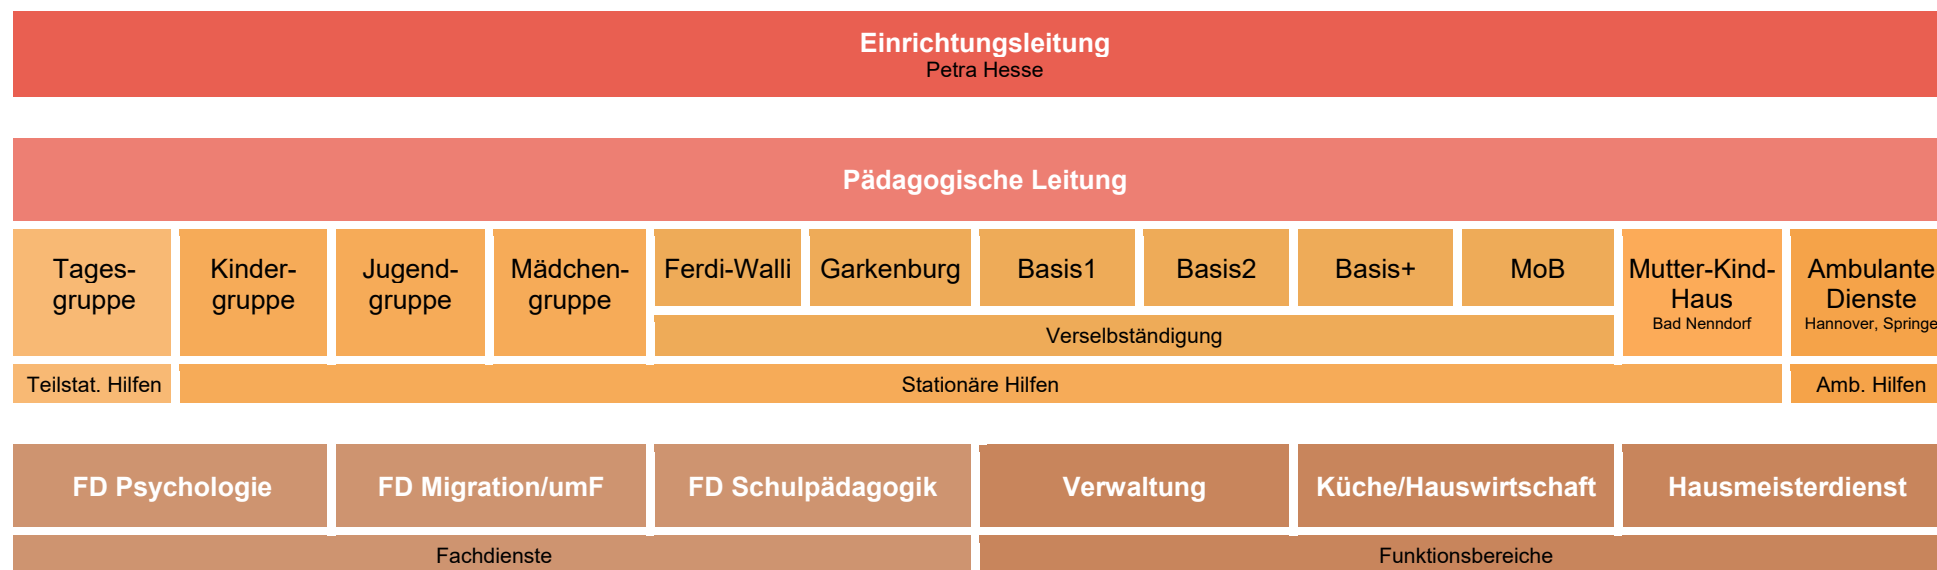 Einrichtungsleitung
Petra Hesse
Pädagogische Leitung
Tages-
gruppe
Kinder-
gruppe
Jugend-
gruppe
Mädchen-
gruppe
Ferdi-Walli
Garkenburg
Basis1
Basis2
Basis+
MoB
Verselbständigung
Mutter-Kind-
Haus
Bad Nenndorf
Ambulante
Dienste
Hannover, Springe
Teilstat. Hilfen
Stationäre Hilfen
Amb. Hilfen
FD Psychologie
FD Migration/umF
FD Schulpädagogik
Verwaltung
Küche/Hauswirtschaft
Hausmeisterdienst
Fachdienste
Funktionsbereiche